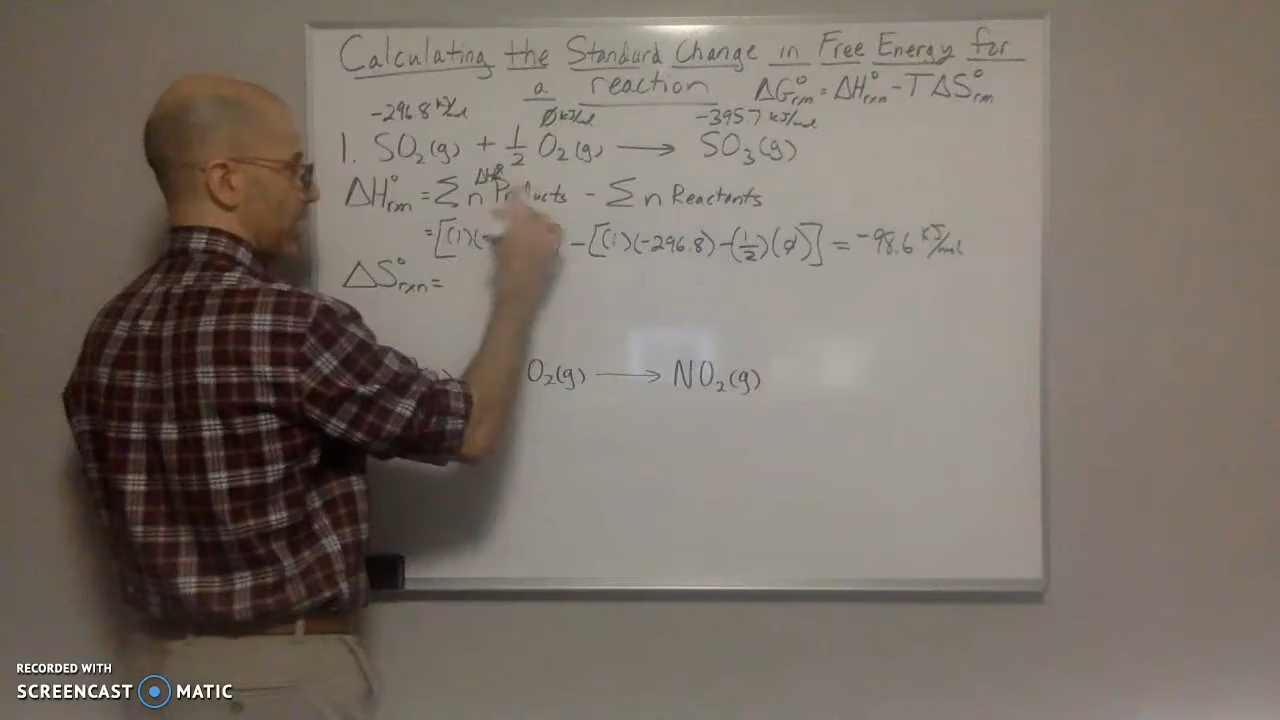 Calculating the Standard Change in Free Energy for
a reaction ΔG°rxn = ΔH°rxn - TΔS°rxn
-296.8 kJ/mol 0 kJ/mol -395.7 kJ/mol
1. SO₂(g) + 1/2 O₂(g) → SO₃(g)
ΔH°rxn = Σ n ΔH°f Products - Σ n Reactants
= [(1)(- - [(1)(-296.8) - (1/2)(0)] = -98.6 kJ/mol
ΔS°rxn =
O₂(g) → NO₂(g)
RECORDED WITH
SCREENCAST MATIC